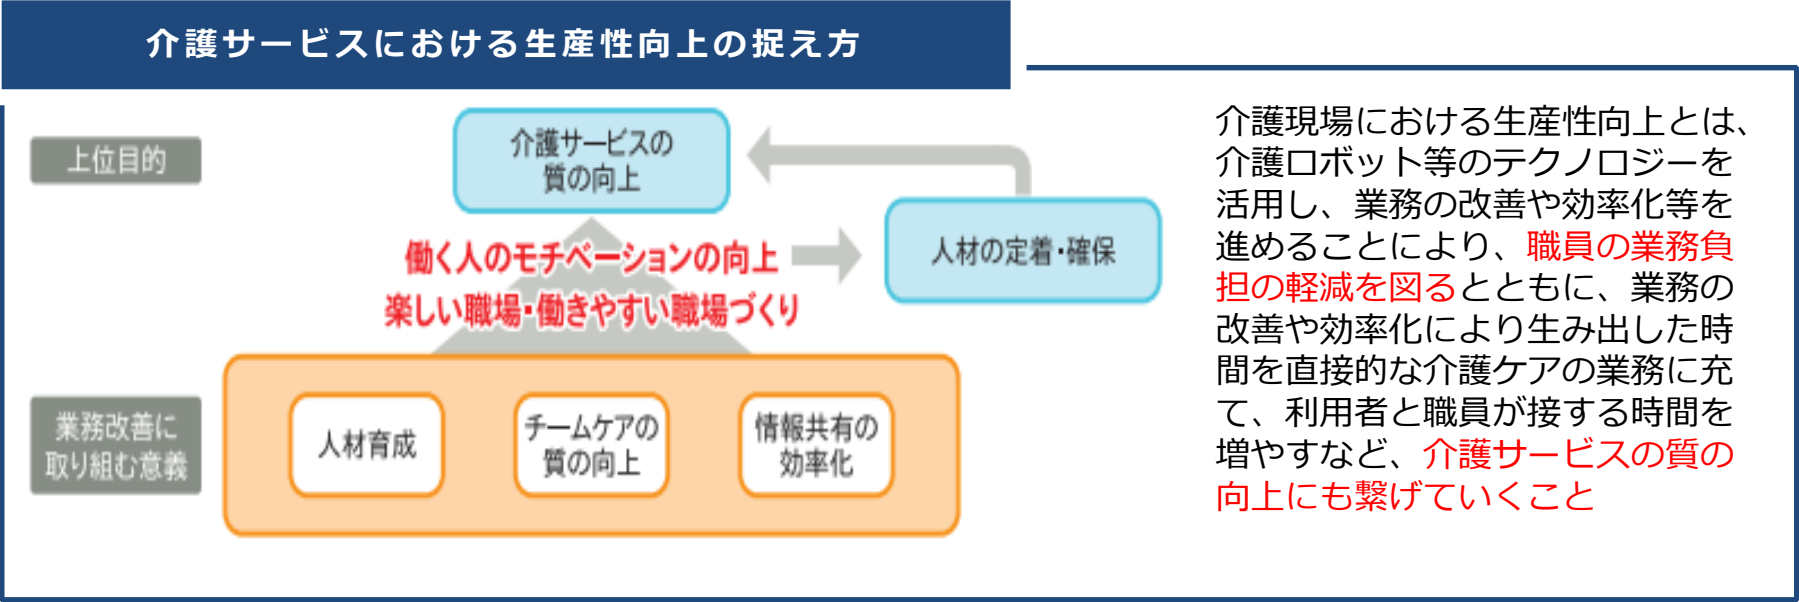 介護サービスにおける生産性向上の捉え方
上位目的
介護サービスの
質の向上
働く人のモチベーションの向上
楽しい職場・働きやすい職場づくり
人材の定着・確保
業務改善に
取り組む意義
人材育成
チームケアの
質の向上
情報共有の
効率化
介護現場における生産性向上とは、
介護ロボット等のテクノロジーを
活用し、業務の改善や効率化等を
進めることにより、職員の業務負
担の軽減を図るとともに、業務の
改善や効率化により生み出した時
間を直接的な介護ケアの業務に充
て、利用者と職員が接する時間を
増やすなど、介護サービスの質の
向上にも繋げていくこと